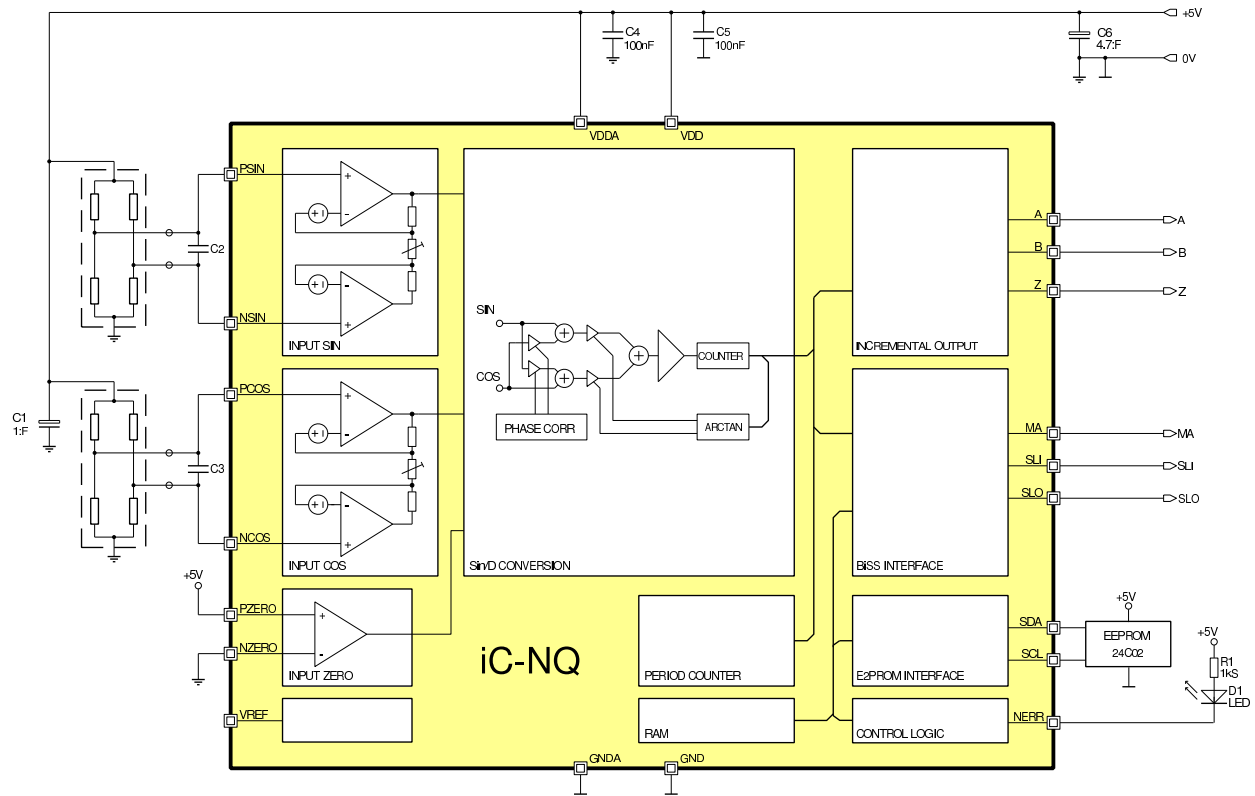 +5V
C4
100nF
C5
100nF
C6
4.7:F
0V
VDDA
VDD
PSIN
C2
NSIN
INPUT SIN
+
-
-
+
SIN
COS
COUNTER
PHASE CORR
ARCTAN
Sin/D CONVERSION
A
B
Z
A
B
Z
INCREMENTAL OUTPUT
PCOS
C1
1:F
C3
NCOS
INPUT COS
+
-
-
+
MA
SLI
SLO
MA
SLI
SLO
BiSS INTERFACE
+5V
PZERO
NZERO
+
-
INPUT ZERO
iC-NQ
PERIOD COUNTER
SDA
SCL
E2PROM INTERFACE
+5V
EEPROM
24C02
+5V
R1
1kS
D1
LED
VREF
RAM
CONTROL LOGIC
NERR
GNDA
GND